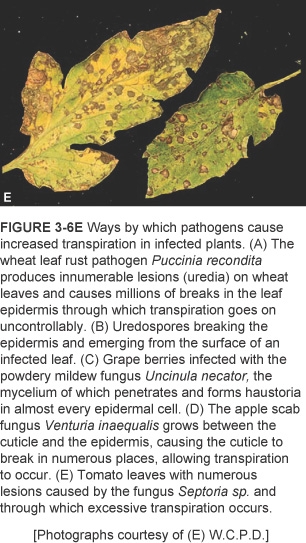 E
FIGURE 3-6E Ways by which pathogens cause
increased transpiration in infected plants. (A) The
wheat leaf rust pathogen Puccinia recondita
produces innumerable lesions (uredia) on wheat
leaves and causes millions of breaks in the leaf
epidermis through which transpiration goes on
uncontrollably. (B) Uredospores breaking the
epidermis and emerging from the surface of an
infected leaf. (C) Grape berries infected with the
powdery mildew fungus Uncinula necator, the
mycelium of which penetrates and forms haustoria
in almost every epidermal cell. (D) The apple scab
fungus Venturia inaequalis grows between the
cuticle and the epidermis, causing the cuticle to
break in numerous places, allowing transpiration
to occur. (E) Tomato leaves with numerous
lesions caused by the fungus Septoria sp. and
through which excessive transpiration occurs.
[Photographs courtesy of (E) W.C.P.D.]